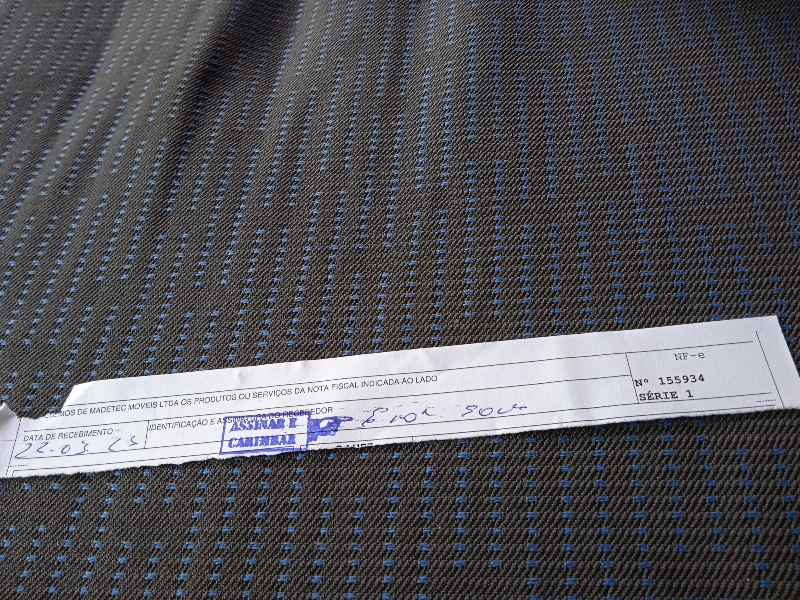 NF-e
DE MADETEC MOVEIS LTDA OS PRODUTOS OU SERVIÇOS DA NOTA FISCAL INDICADA AO LADO
Nº 155934
SÉRIE 1
DATA DE RECEBIMENTO
IDENTIFICAÇÃO E ASSINATURA DO RECEBEDOR
ASSINAR E
CARIMBAR
22.03.23